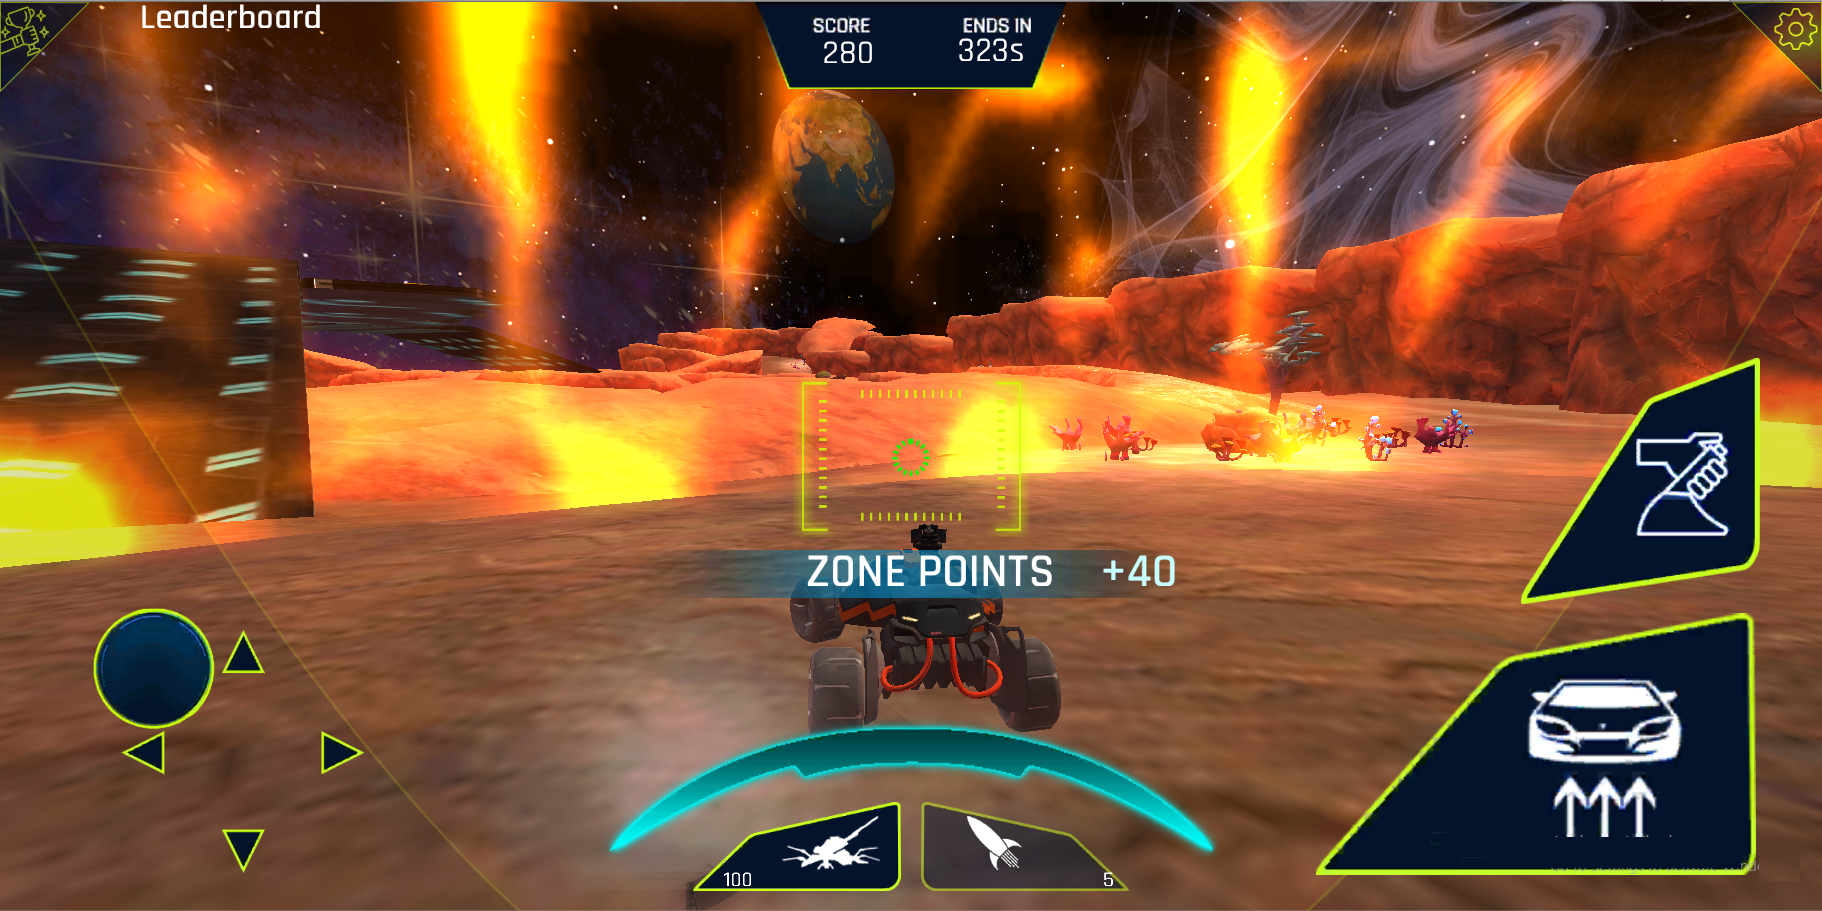 Leaderboard
SCORE
280
ENDS IN
323s
ZONE POINTS +40
100
5